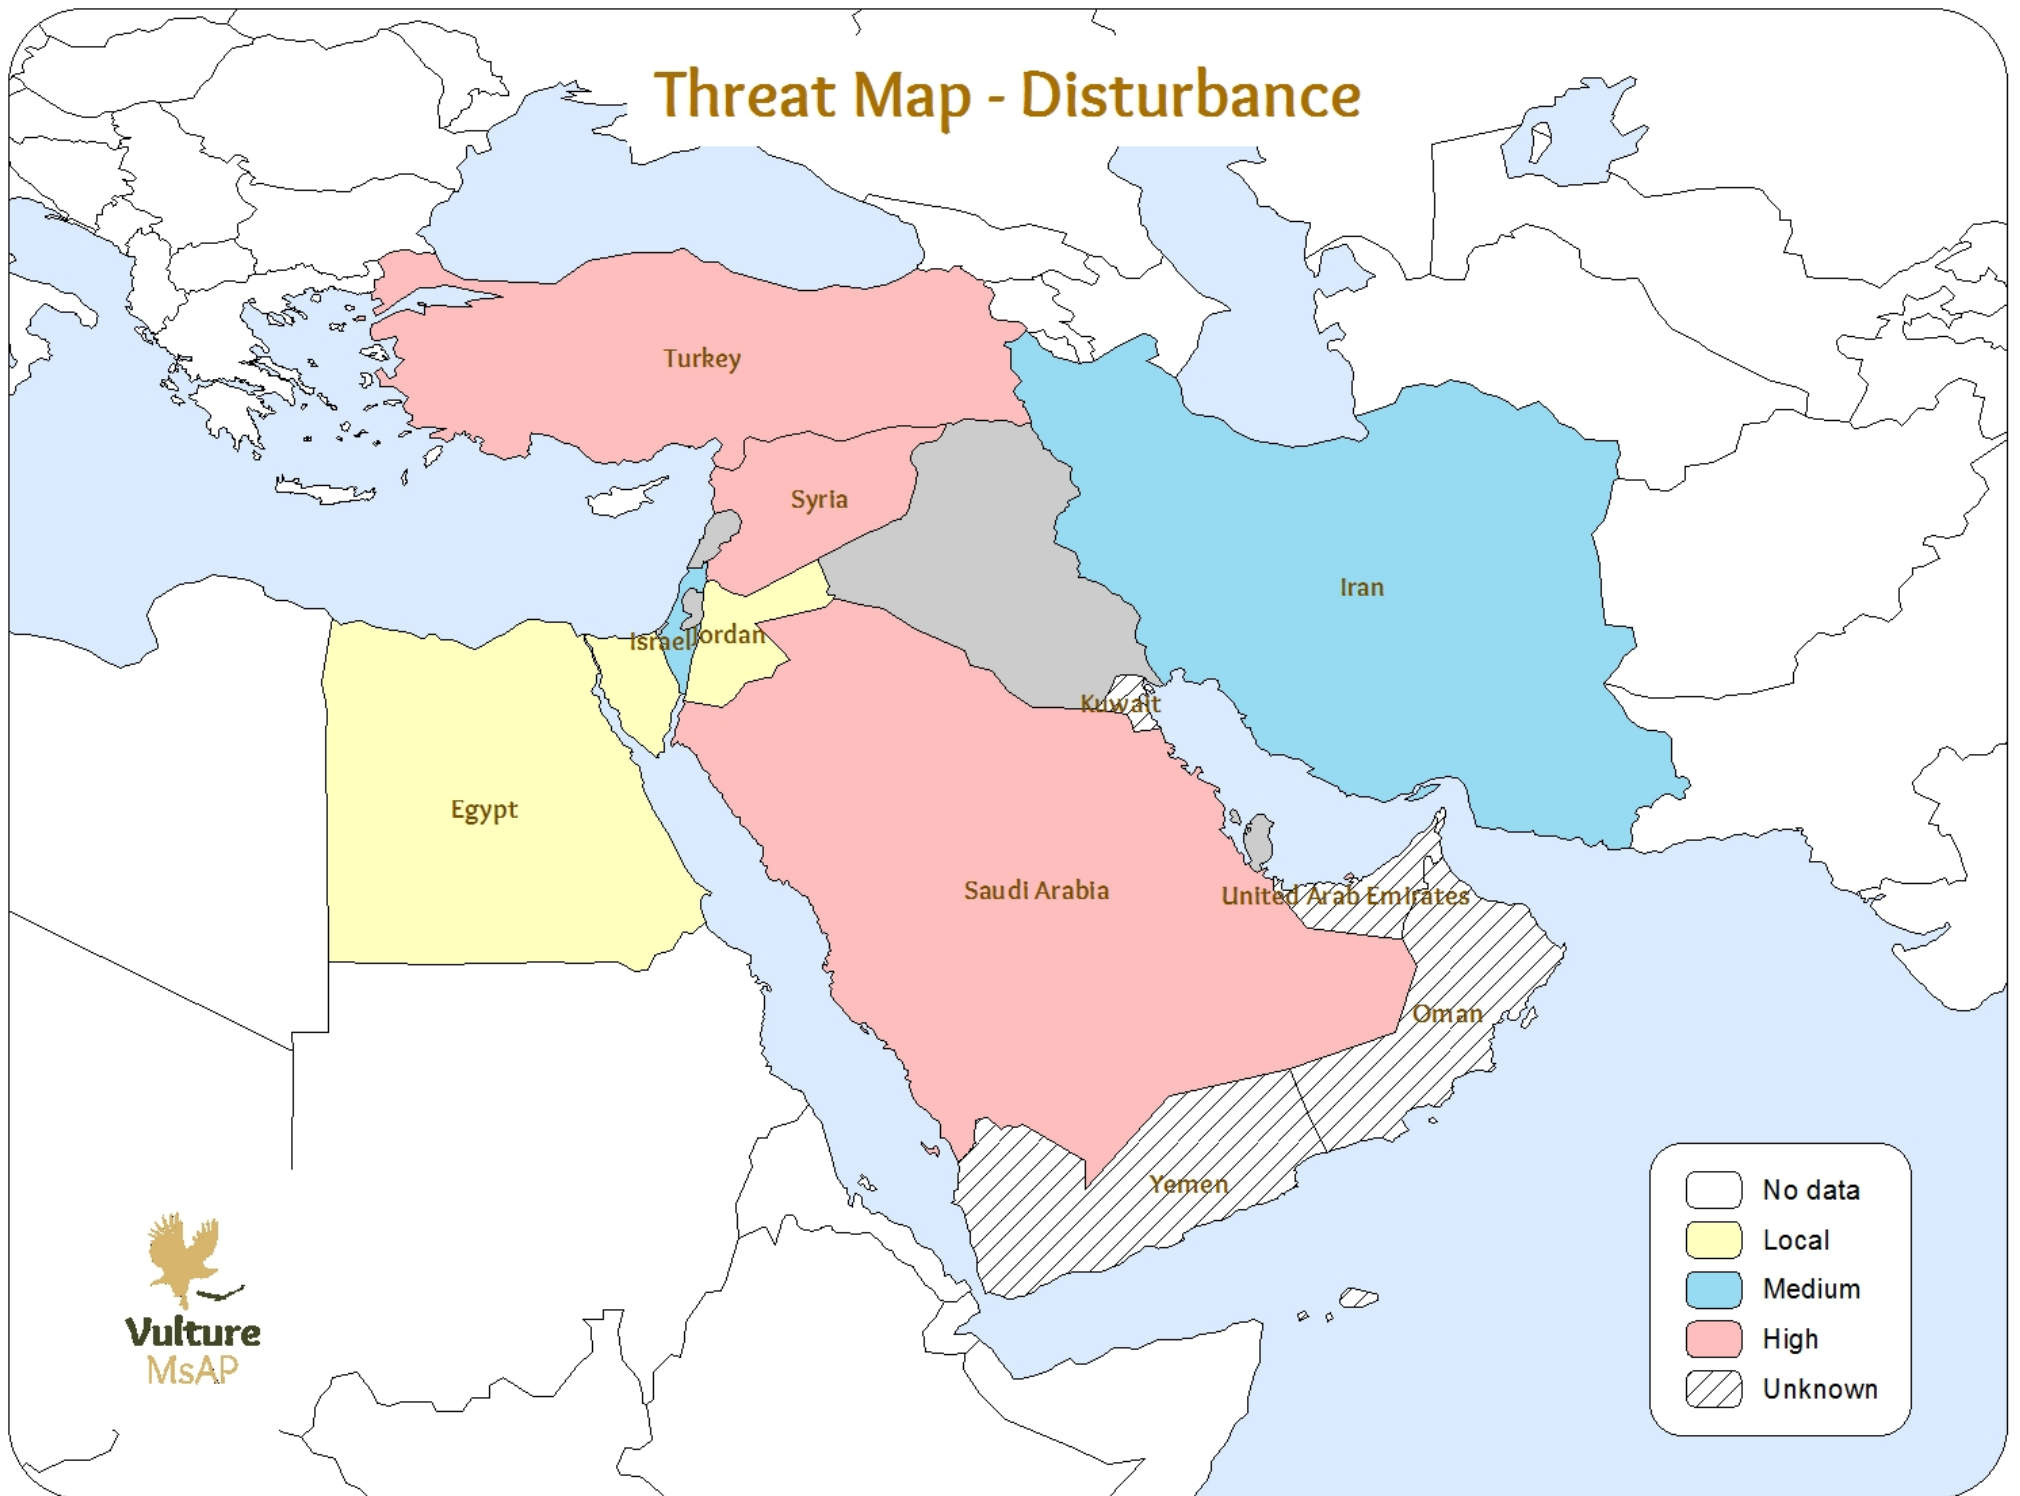 Threat Map - Disturbance
Turkey
Syria
Iran
Israel
Jordan
Kuwait
Egypt
Saudi Arabia
United Arab Emirates
Oman
Yemen
No data
Local
Medium
High
Unknown
Vulture
MsAP